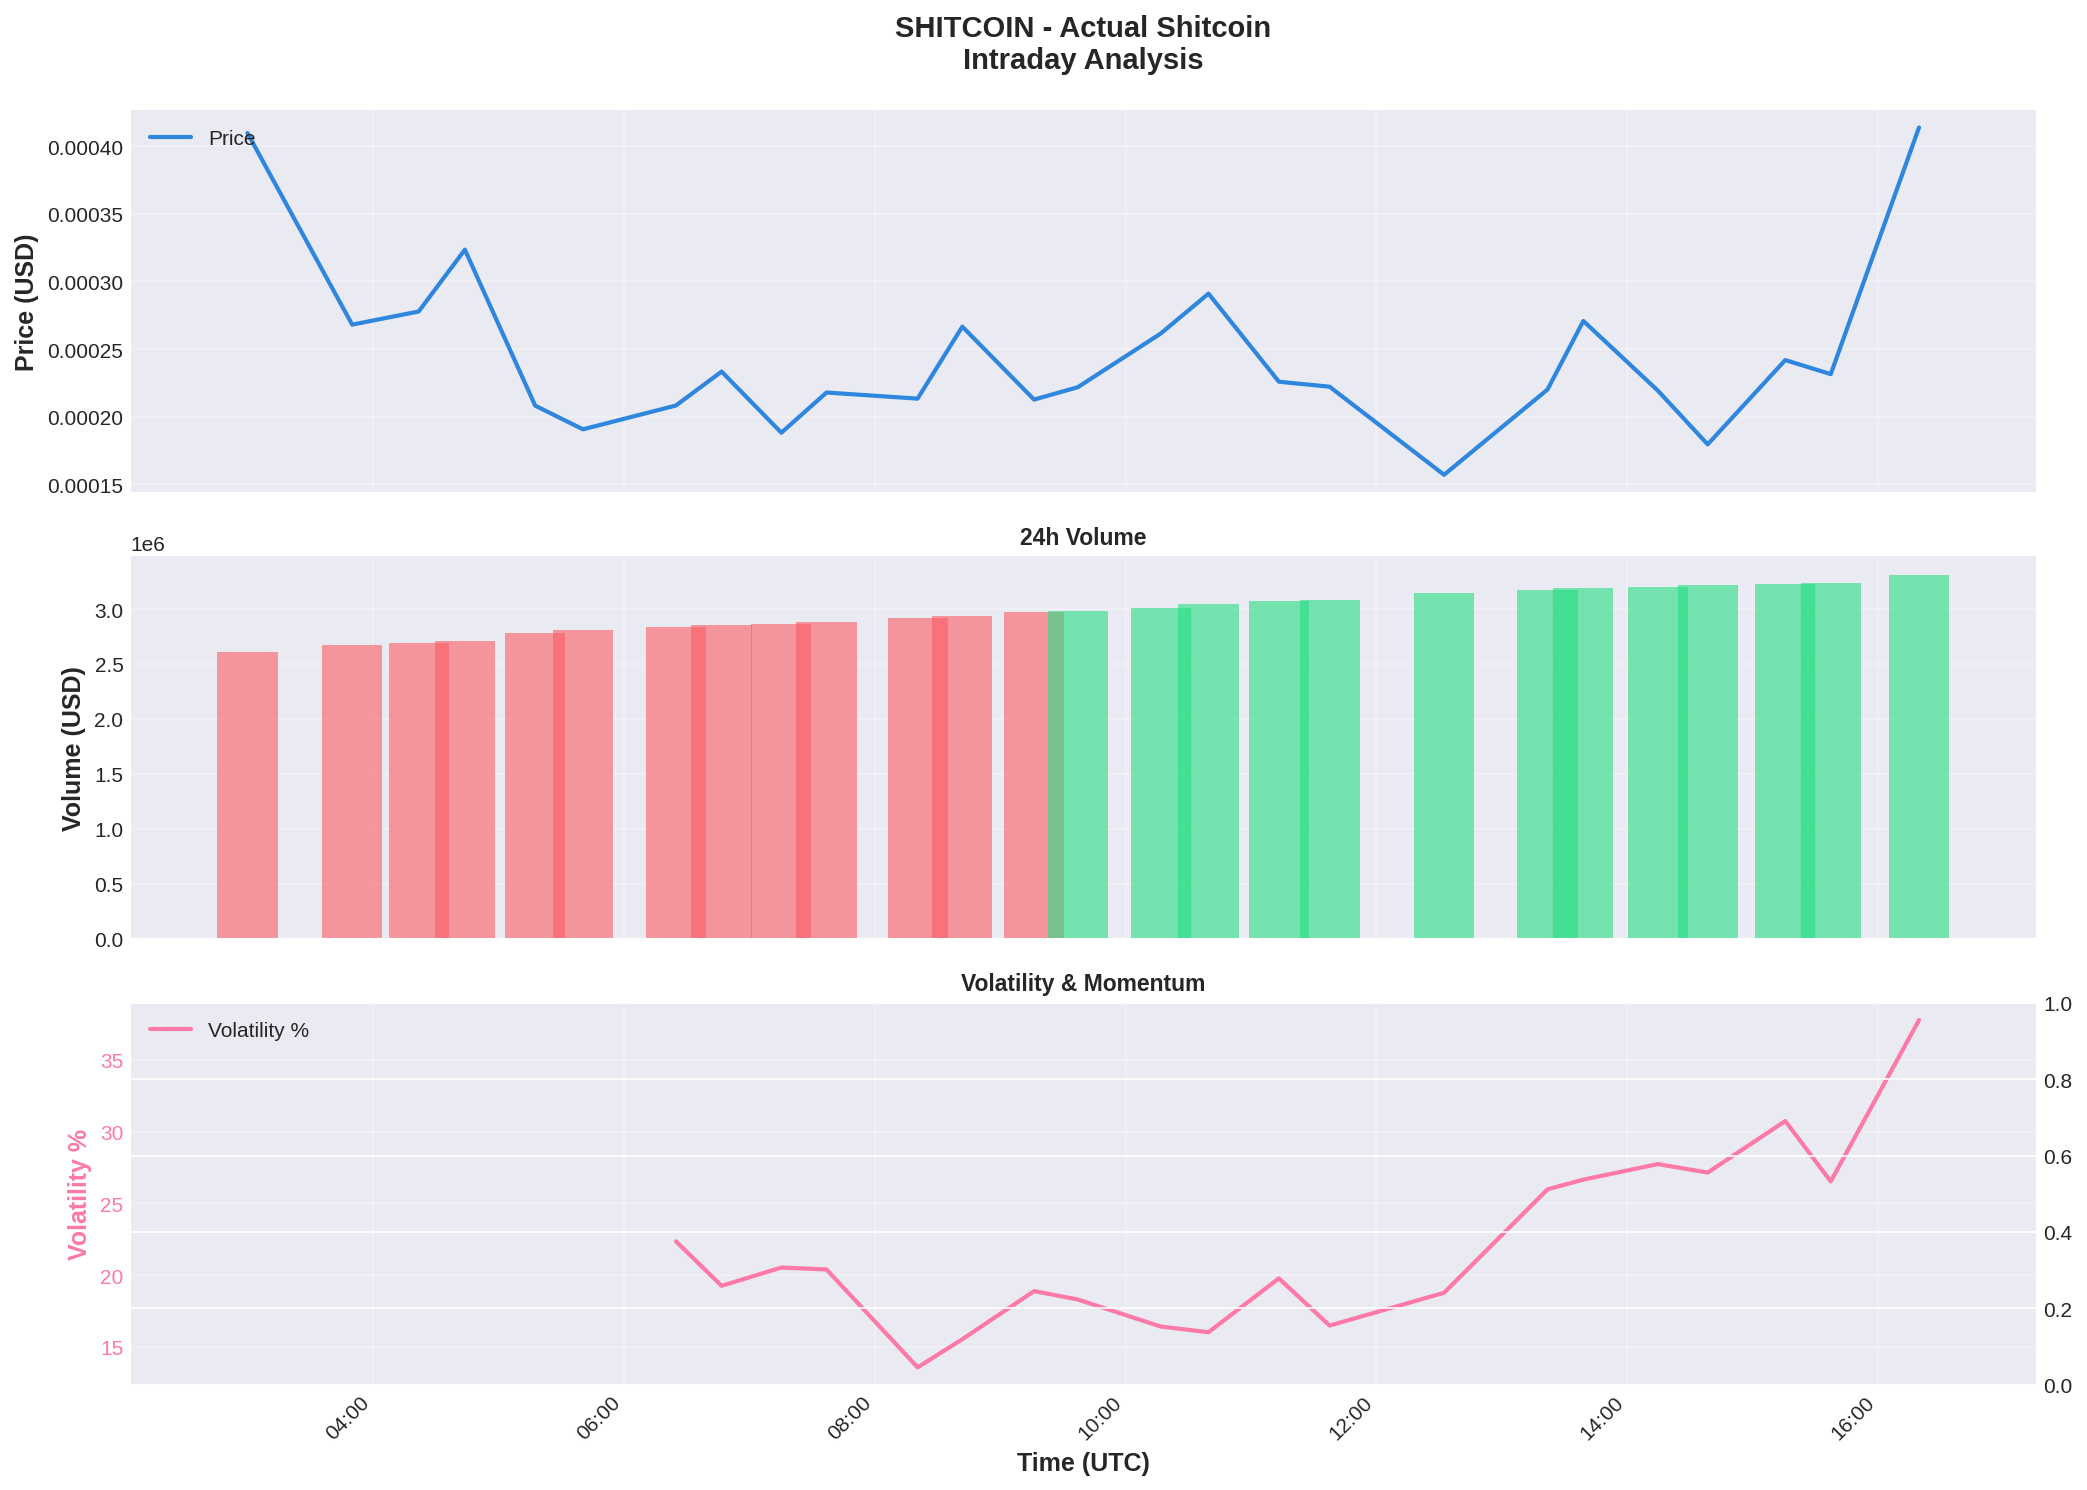 SHITCOIN - Actual Shitcoin
Intraday Analysis
Price
0.00040
0.00035
0.00030
0.00025
0.00020
0.00015
Price (USD)
24h Volume
1e6
3.0
2.5
2.0
1.5
1.0
0.5
0.0
Volume (USD)
Volatility & Momentum
Volatility %
35
30
25
20
15
Volatility %
1.0
0.8
0.6
0.4
0.2
0.0
04:00
06:00
08:00
10:00
12:00
14:00
16:00
Time (UTC)